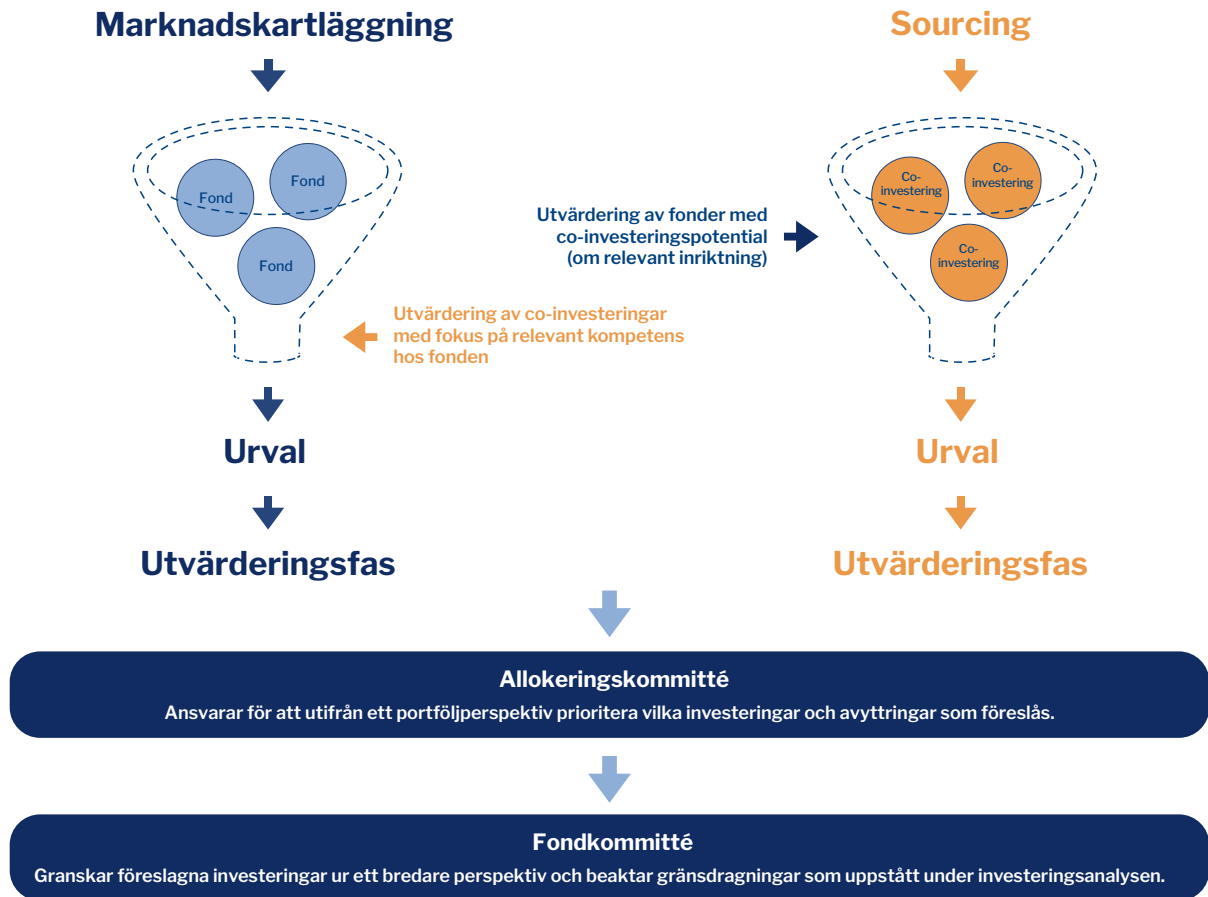 Marknadskartläggning
Sourcing
Fond
Fond
Fond
Co-
investering
Co-
investering
Co-
investering
Utvärdering av fonder med
co-investeringspotential
(om relevant inriktning)
Utvärdering av co-investeringar
med fokus på relevant kompetens
hos fonden
Urval
Urval
Utvärderingsfas
Utvärderingsfas
Allokeringskommitté
Ansvarar för att utifrån ett portföljperspektiv prioritera vilka investeringar och avyttringar som föreslås.
Fondkommitté
Granskar föreslagna investeringar ur ett bredare perspektiv och beaktar gränsdragningar som uppstått under investeringsanalysen.